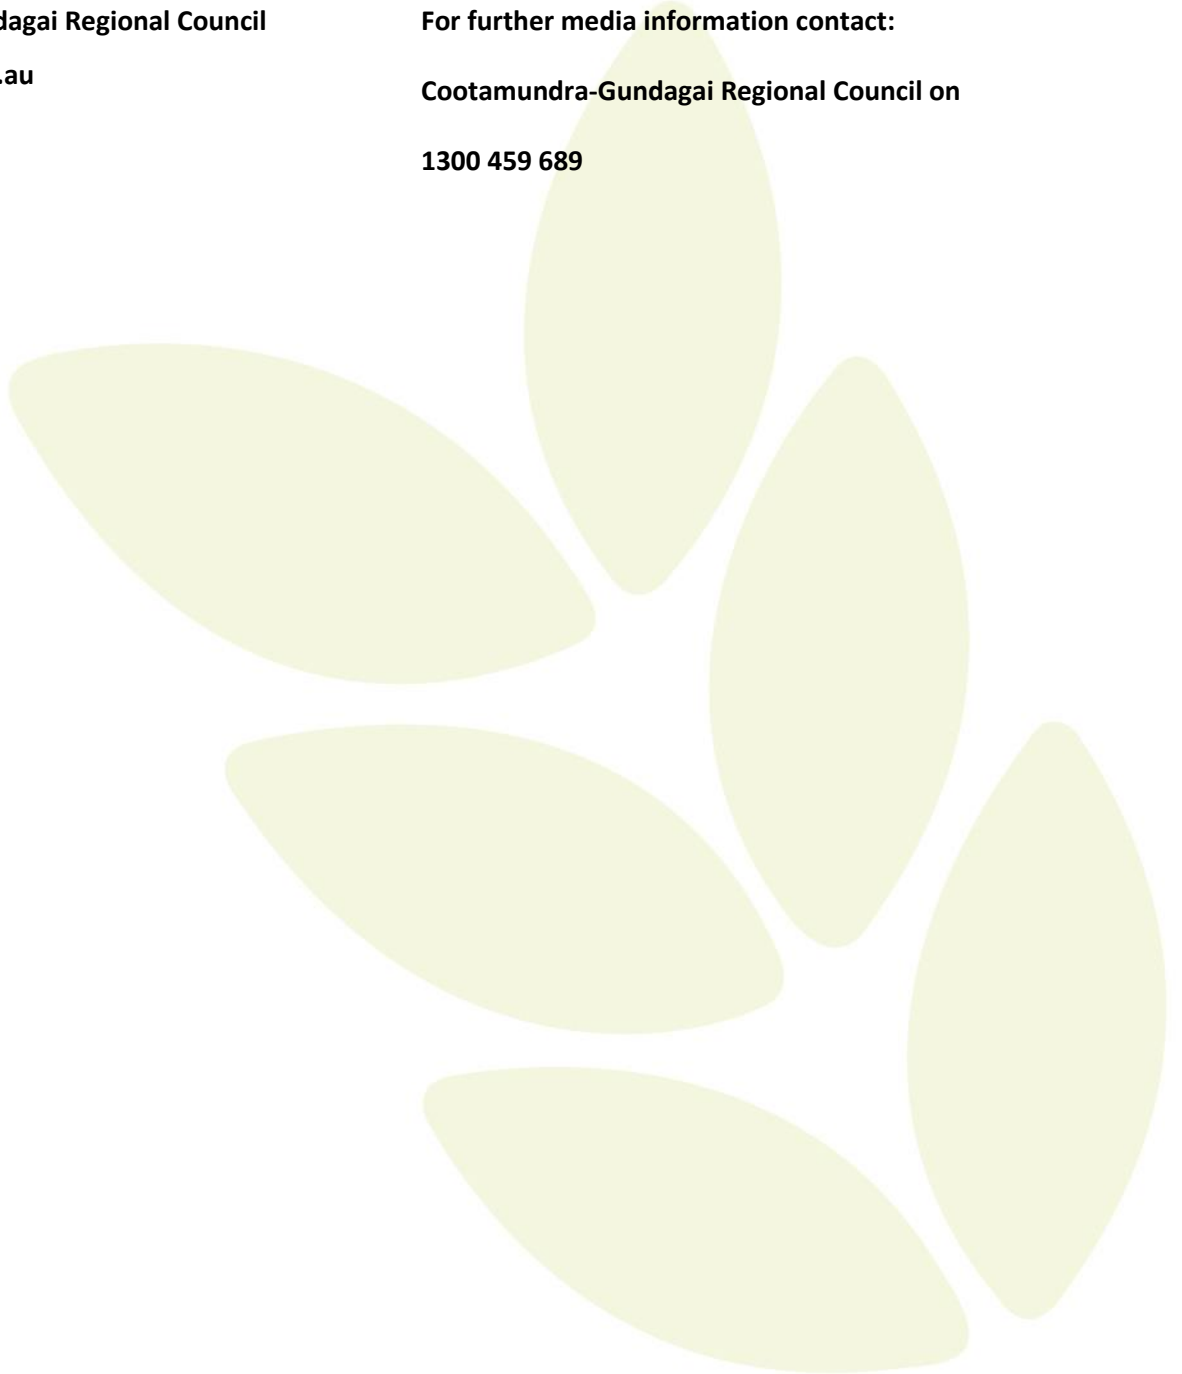 dagai Regional Council
.au
For further media information contact:
Cootamundra-Gundagai Regional Council on
1300 459 689